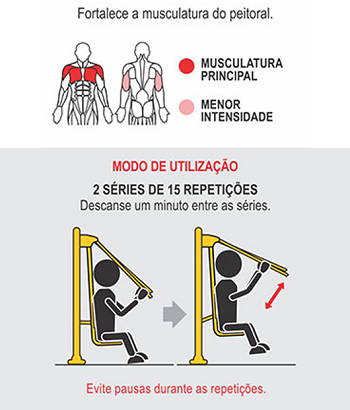 Fortalece a musculatura do peitoral.
MUSCULATURA
PRINCIPAL
MENOR
INTENSIDADE
MODO DE UTILIZAÇÃO
2 SÉRIES DE 15 REPETIÇÕES
Descanse um minuto entre as séries.
Evite pausas durante as repetições.